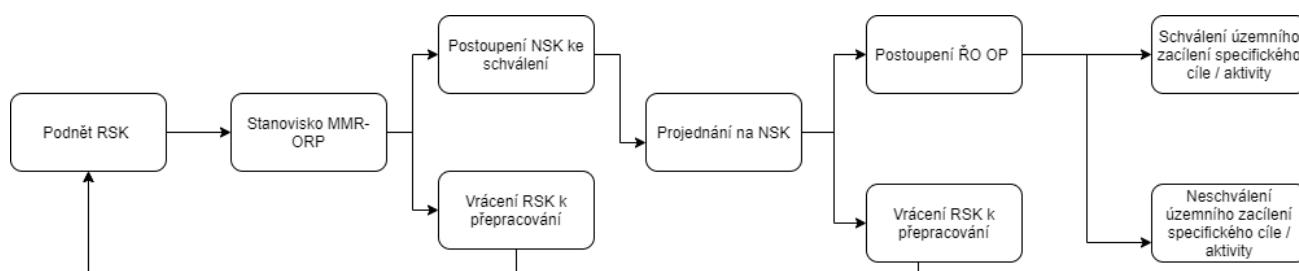 Podnět RSK
Stanovisko MMR-
ORP
Postoupení NSK ke
schválení
Vrácení RSK k
přepracování
Projednání na NSK
Postoupení ŘO OP
Vrácení RSK k
přepracování
Schválení územního
zacílení specifického
cíle / aktivity
Neschválení
územního zacílení
specifického cíle /
aktivity